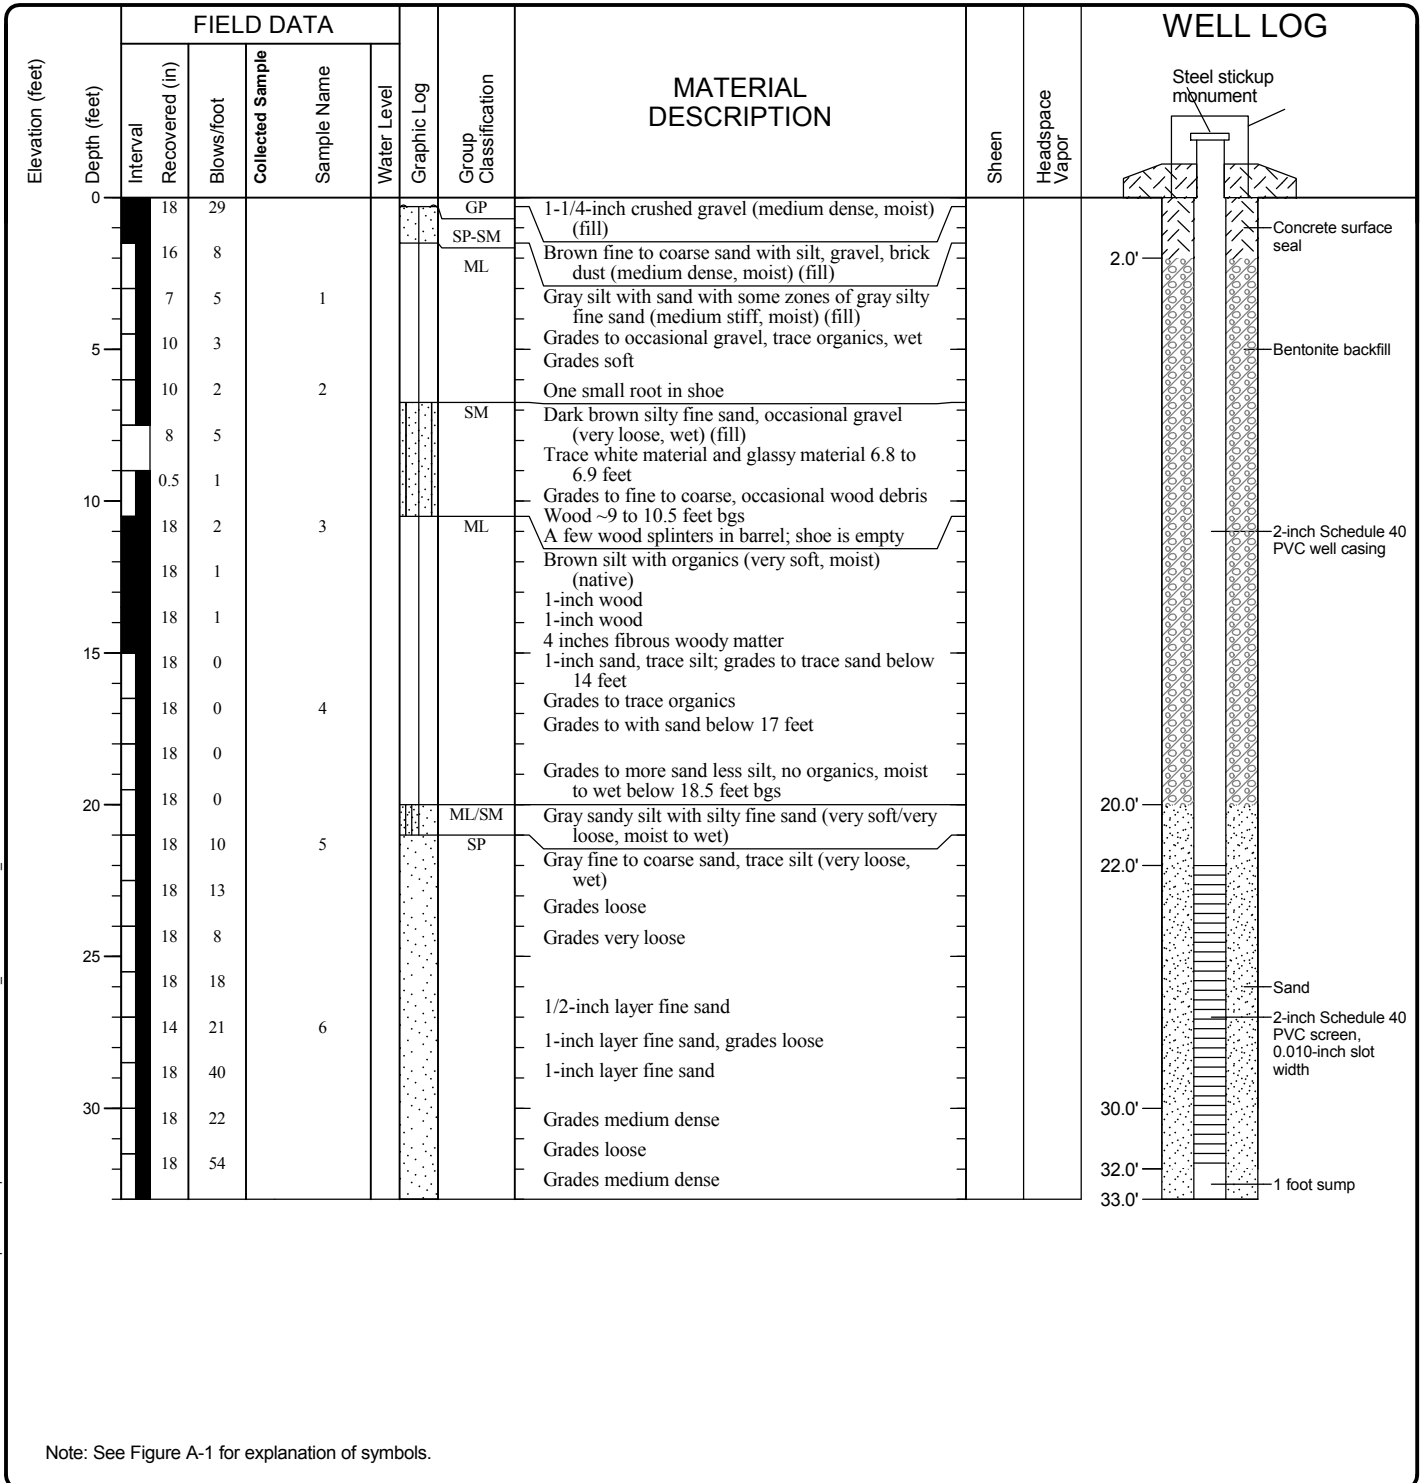 FIELD DATA
WELL LOG
Elevation (feet)
Depth (feet)
Interval
Recovered (in)
Blows/foot
Collected Sample
Sample Name
Water Level
Graphic Log
Group
Classification
MATERIAL
DESCRIPTION
Sheen
Headspace
Vapor
Steel stickup
monument
0
18 29
GP
1-1/4-inch crushed gravel (medium dense, moist)
(fill)
SP-SM
Concrete surface
seal
16 8
ML
Brown fine to coarse sand with silt, gravel, brick
dust (medium dense, moist) (fill)
2.0'
7 5 1
Gray silt with sand with some zones of gray silty
fine sand (medium stiff, moist) (fill)
10 3
Grades to occasional gravel, trace organics, wet
5
Grades soft
Bentonite backfill
10 2 2
One small root in shoe
SM
Dark brown silty fine sand, occasional gravel
(very loose, wet) (fill)
8 5
Trace white material and glassy material 6.8 to
6.9 feet
0.5 1
Grades to fine to coarse, occasional wood debris
10
Wood ~9 to 10.5 feet bgs
18 2 3
ML
A few wood splinters in barrel; shoe is empty
2-inch Schedule 40
PVC well casing
Brown silt with organics (very soft, moist)
(native)
18 1
1-inch wood
18 1
1-inch wood
4 inches fibrous woody matter
15
18 0
1-inch sand, trace silt; grades to trace sand below
14 feet
18 0 4
Grades to trace organics
Grades to with sand below 17 feet
18 0
Grades to more sand less silt, no organics, moist
to wet below 18.5 feet bgs
18 0
20
ML/SM
Gray sandy silt with silty fine sand (very soft/very
loose, moist to wet)
20.0'
18 10 5
SP
Gray fine to coarse sand, trace silt (very loose,
wet)
22.0'
18 13
Grades loose
18 8
Grades very loose
25
18 18
1/2-inch layer fine sand
Sand
14 21 6
1-inch layer fine sand, grades loose
2-inch Schedule 40
PVC screen,
0.010-inch slot
width
18 40
1-inch layer fine sand
30
18 22
Grades medium dense
30.0'
Grades loose
18 54
Grades medium dense
32.0'
1 foot sump
33.0'
Note: See Figure A-1 for explanation of symbols.